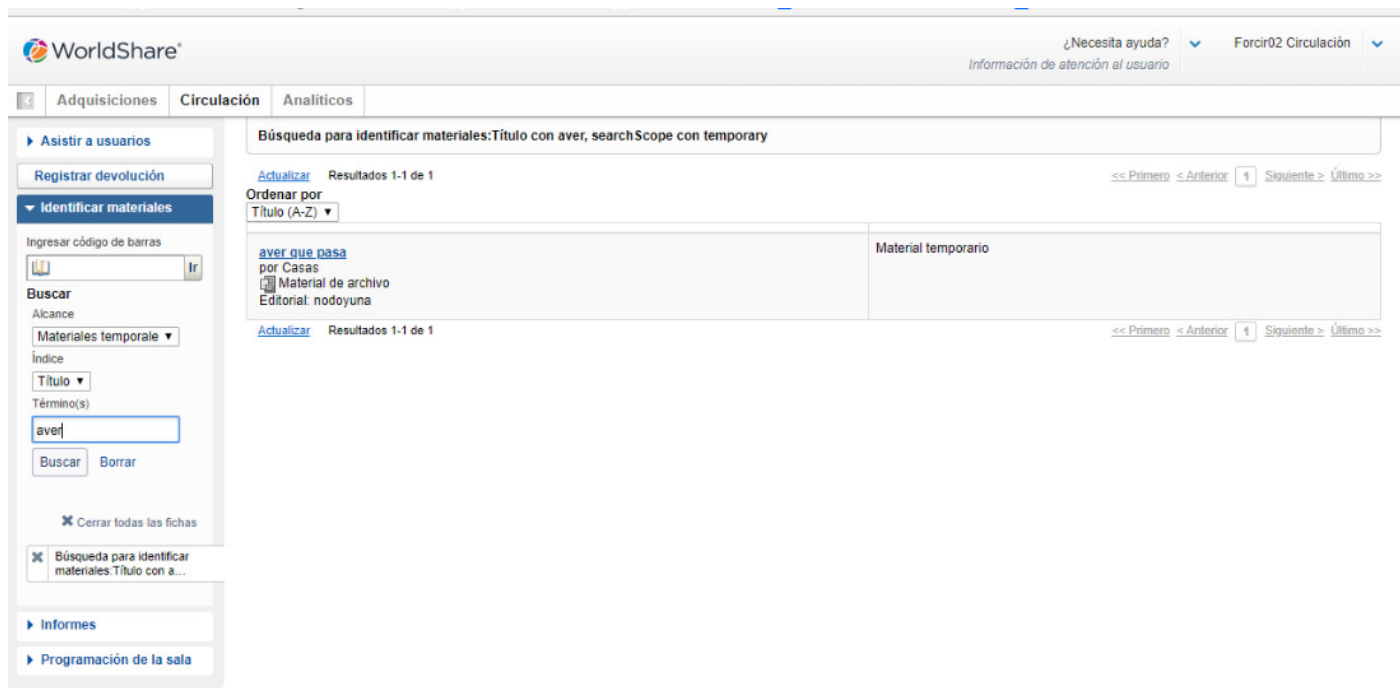 WorldShare®
¿Necesita ayuda?
Información de atención al usuario
Forcir02 Circulación
Adquisiciones
Circulación
Analíticos
Asistir a usuarios
Registrar devolución
Identificar materiales
Ingresar código de barras
Ir
Buscar
Alcance
Materiales temporale
Índice
Título
Término(s)
aver
Buscar Borrar
Cerrar todas las fichas
Búsqueda para identificar
materiales:Título con a...
Informes
Programación de la sala
Búsqueda para identificar materiales:Título con aver, searchScope con temporary
Actualizar Resultados 1-1 de 1
<< Primero < Anterior 1 Siguiente > Último >>
Ordenar por
Título (A-Z)
aver que pasa
por Casas
Material de archivo
Editorial: nodoyuna
Material temporario
Actualizar Resultados 1-1 de 1
<< Primero < Anterior 1 Siguiente > Último >>